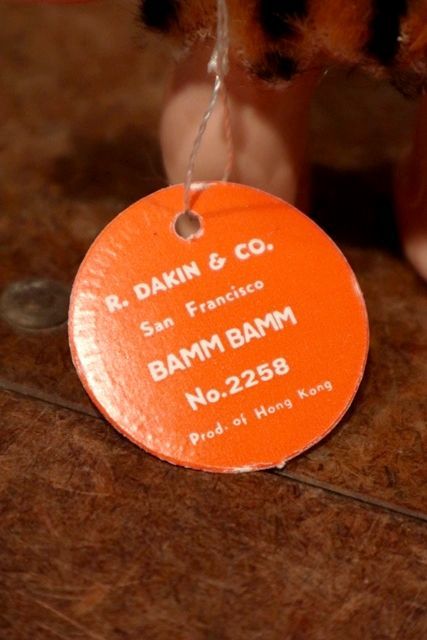 R. DAKIN & CO.
San Francisco
BAMM BAMM
No.2258
Prod. of Hong Kong